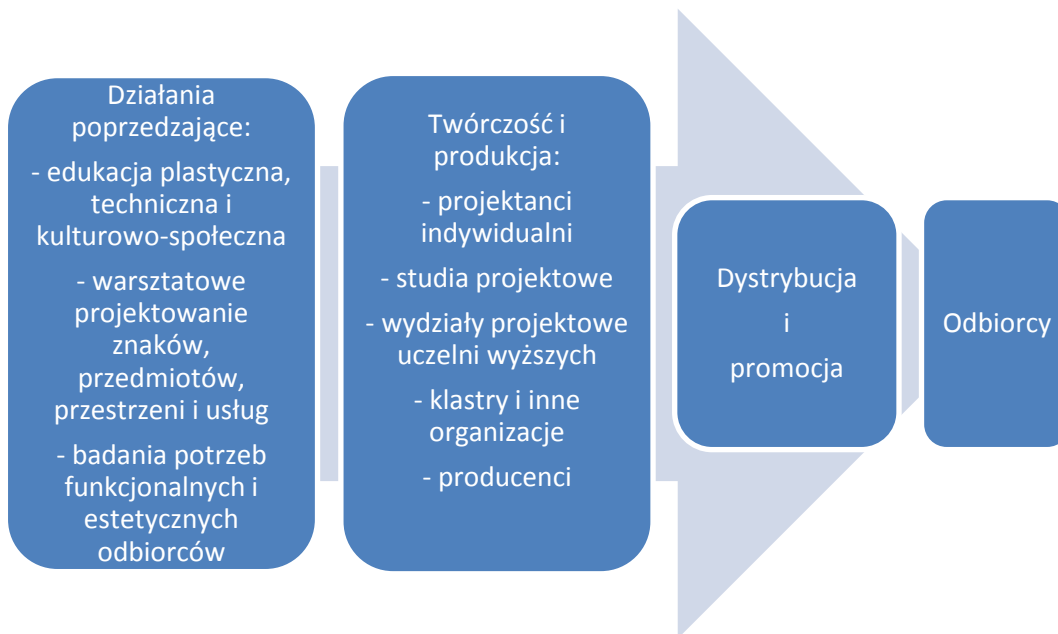 Działania
poprzedzające:
- edukacja plastyczna,
techniczna i
kulturowo-społeczna
- warsztatowe
projektowanie
znaków,
przedmiotów,
przestrzeni i usług
- badania potrzeb
funkcjonalnych i
estetycznych
odbiorców
Twórczość i
produkcja:
- projektanci
indywidualni
- studia projektowe
- wydziały projektowe
uczelni wyższych
- klastry i inne
organizacje
- producenci
Dystrybucja
i
promocja
Odbiorcy